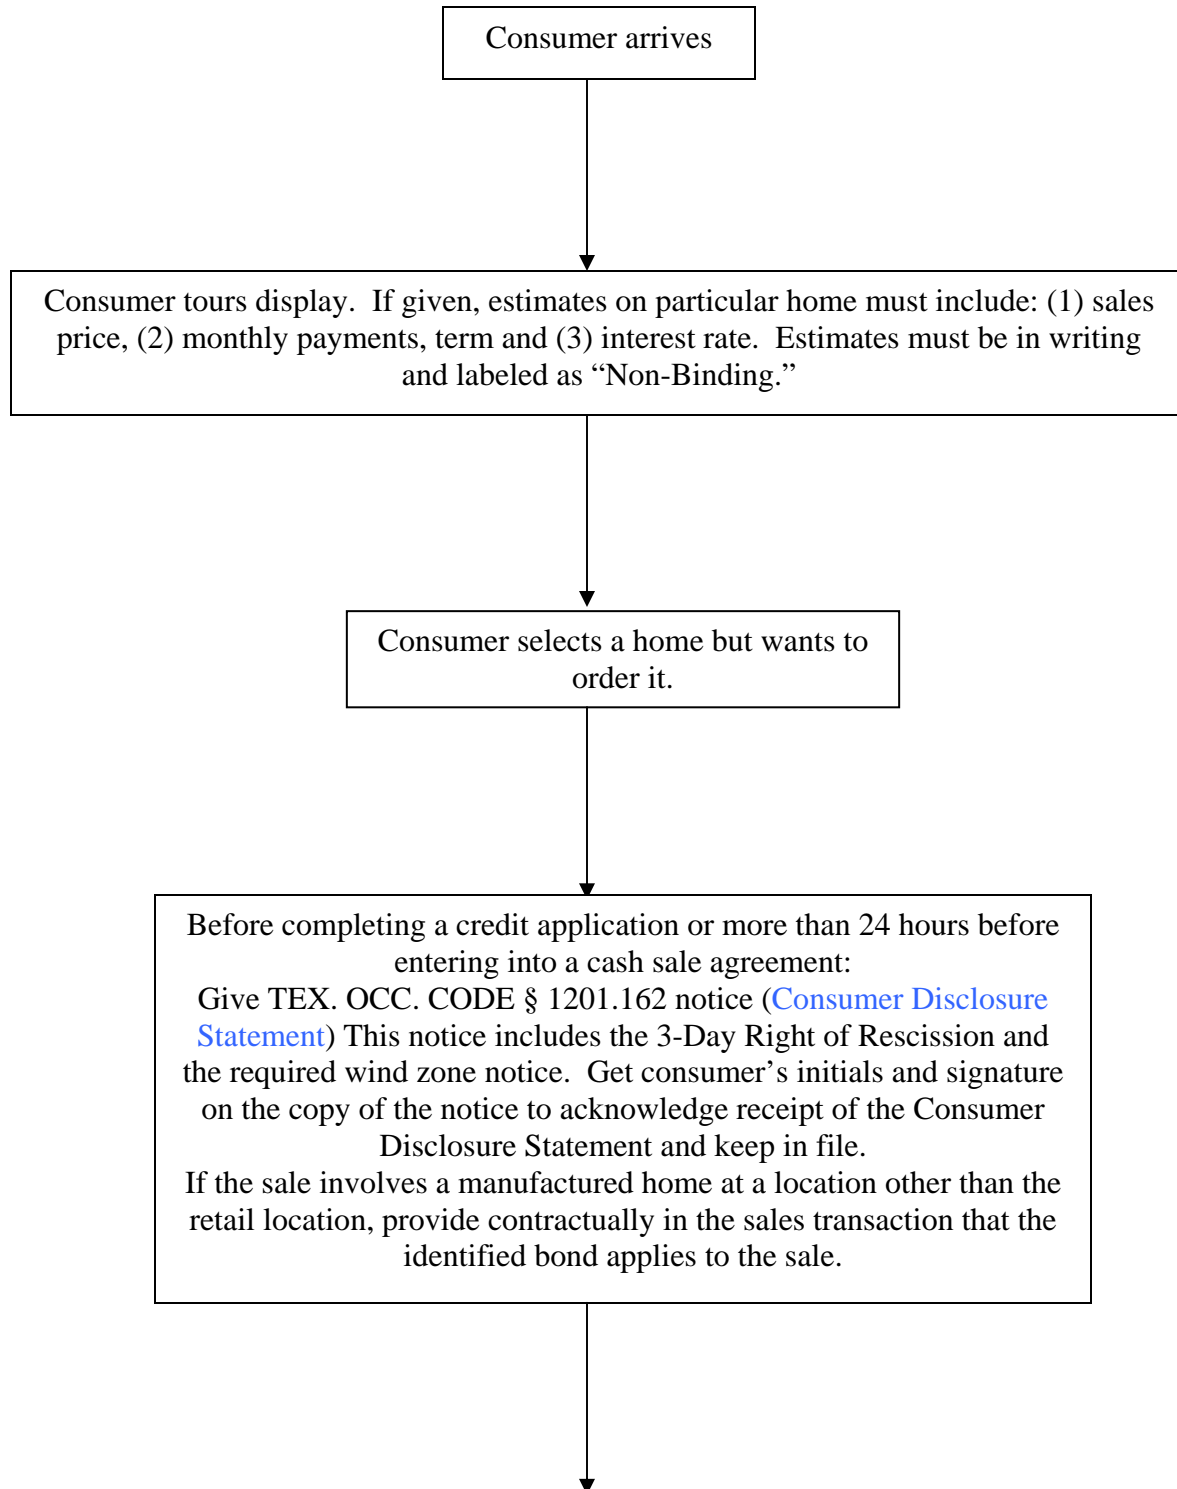 Consumer arrives
Consumer tours display.  If given, estimates on particular home must include: (1) sales
price, (2) monthly payments, term and (3) interest rate.  Estimates must be in writing
and labeled as “Non-Binding.”
Consumer selects a home but wants to
order it.
Before completing a credit application or more than 24 hours before
entering into a cash sale agreement:
Give TEX. OCC. CODE § 1201.162 notice (Consumer Disclosure
Statement) This notice includes the 3-Day Right of Rescission and
the required wind zone notice.  Get consumer’s initials and signature
on the copy of the notice to acknowledge receipt of the Consumer
Disclosure Statement and keep in file.
If the sale involves a manufactured home at a location other than the
retail location, provide contractually in the sales transaction that the
identified bond applies to the sale.